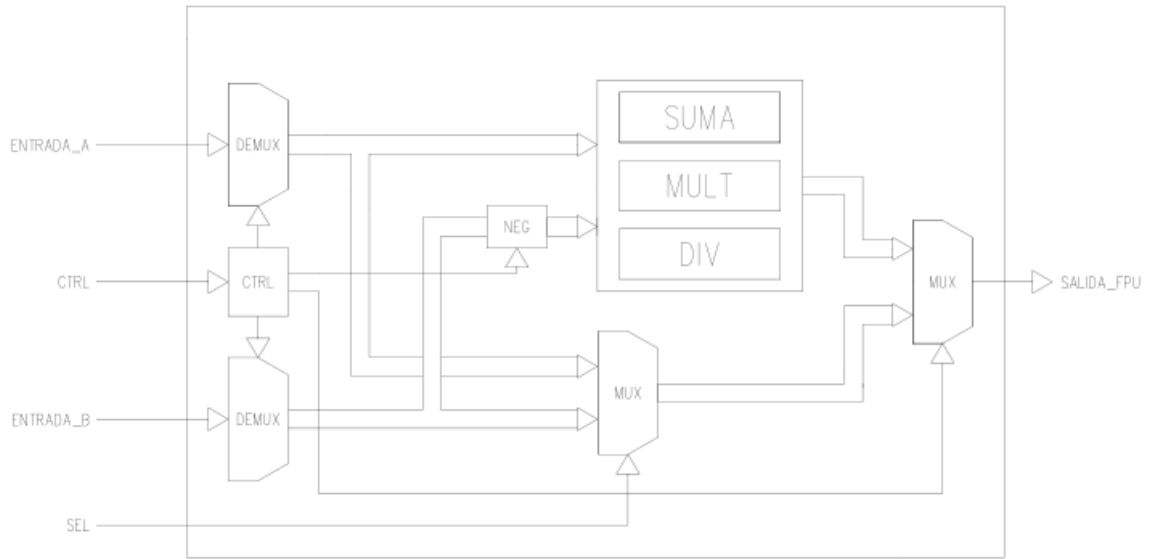 SUMA
ENTRADA_A
DEMUX
MULT
NEG
DIV
CTRL
CTRL
MUX
SALIDA_FPU
MUX
ENTRADA_B
DEMUX
SEL